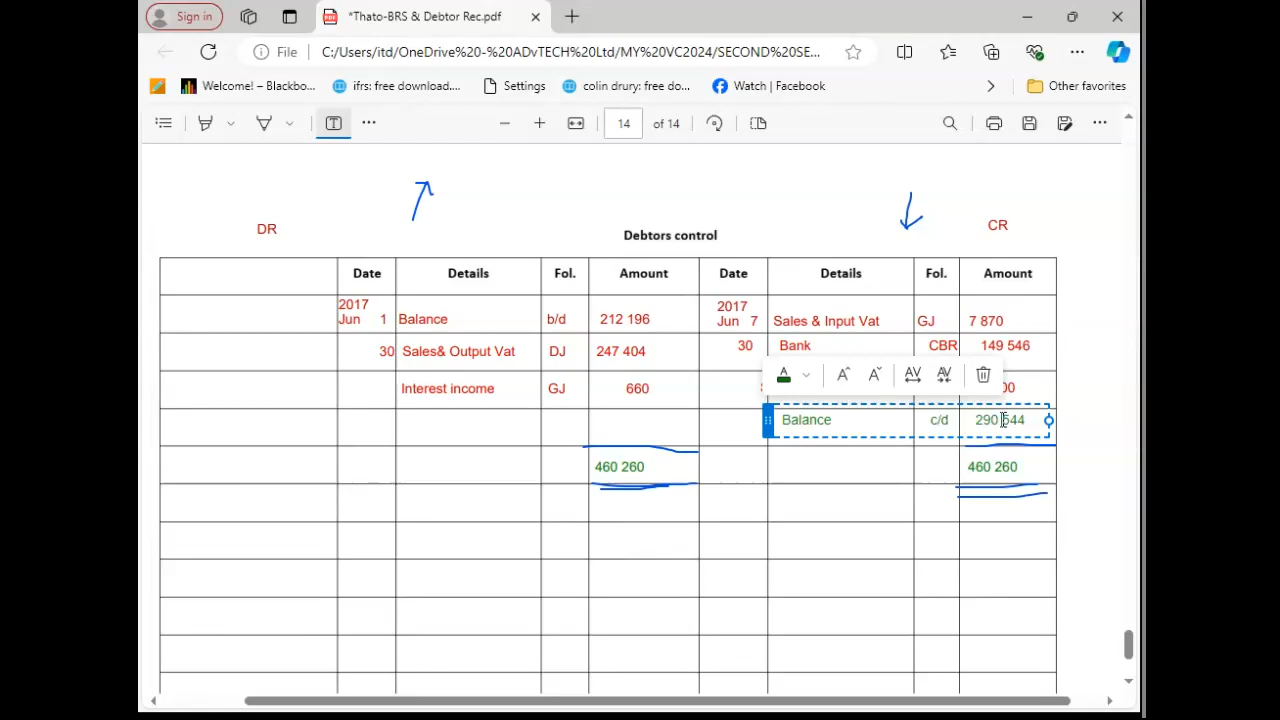 Sign in
*Thato-BRS & Debtor Rec.pdf
File
C:/Users/itd/OneDrive%20-%20ADvTECH%20Ltd/MY%20VC2024/SECOND%20SE...
Welcome! – Blackbo...
ifrs: free download....
Settings
colin drury: free do...
Watch | Facebook
Other favorites
14 of 14
DR
Debtors control
CR
Date Details Fol. Amount Date Details Fol. Amount
2017 2017
Jun 1 Balance b/d 212 196 Jun 7 Sales & Input Vat GJ 7 870
30 Sales& Output Vat DJ 247 404 30 Bank CBR 149 546
Interest income GJ 660
Balance c/d 290 544
460 260 460 260